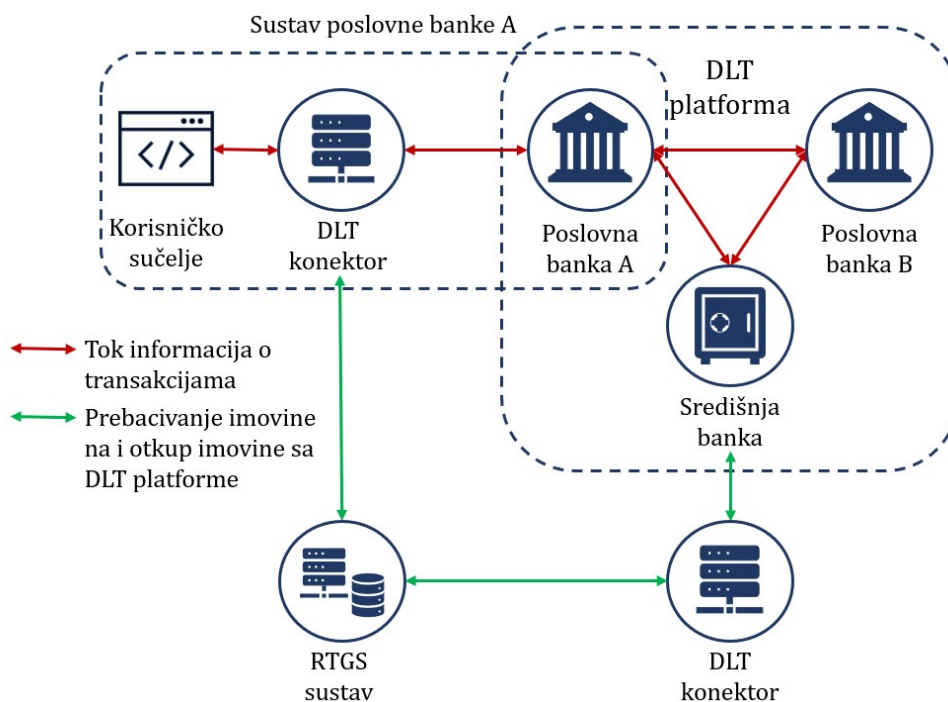 Sustav poslovne banke A
DLT
platforma
Korisničko
sučelje
DLT
konektor
Poslovna
banka A
Poslovna
banka B
Tok informacija o
transakcijama
Prebacivanje imovine
na i otkup imovine sa
DLT platforme
Središnja
banka
RTGS
sustav
DLT
konektor